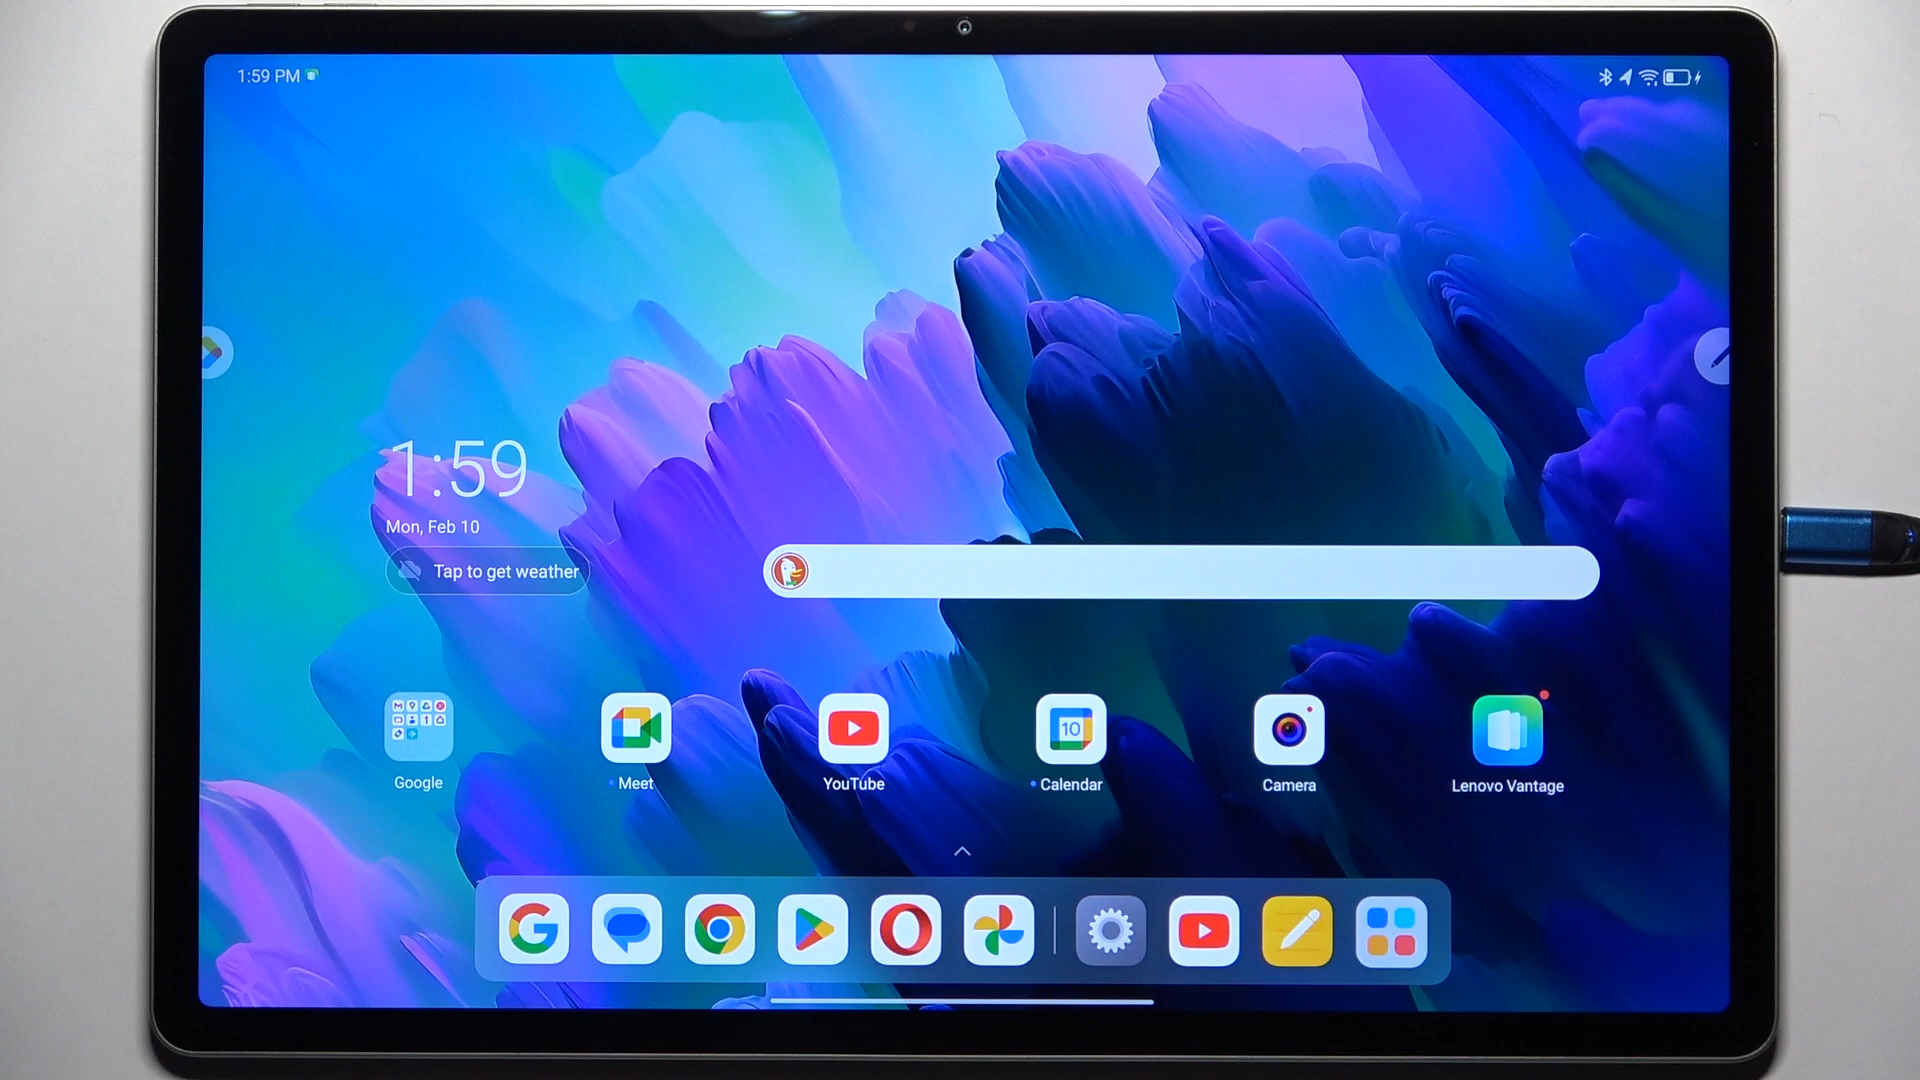 1:59 PM
1:59
Mon, Feb 10
Tap to get weather
10
Google
Meet
YouTube
Calendar
Camera
Lenovo Vantage